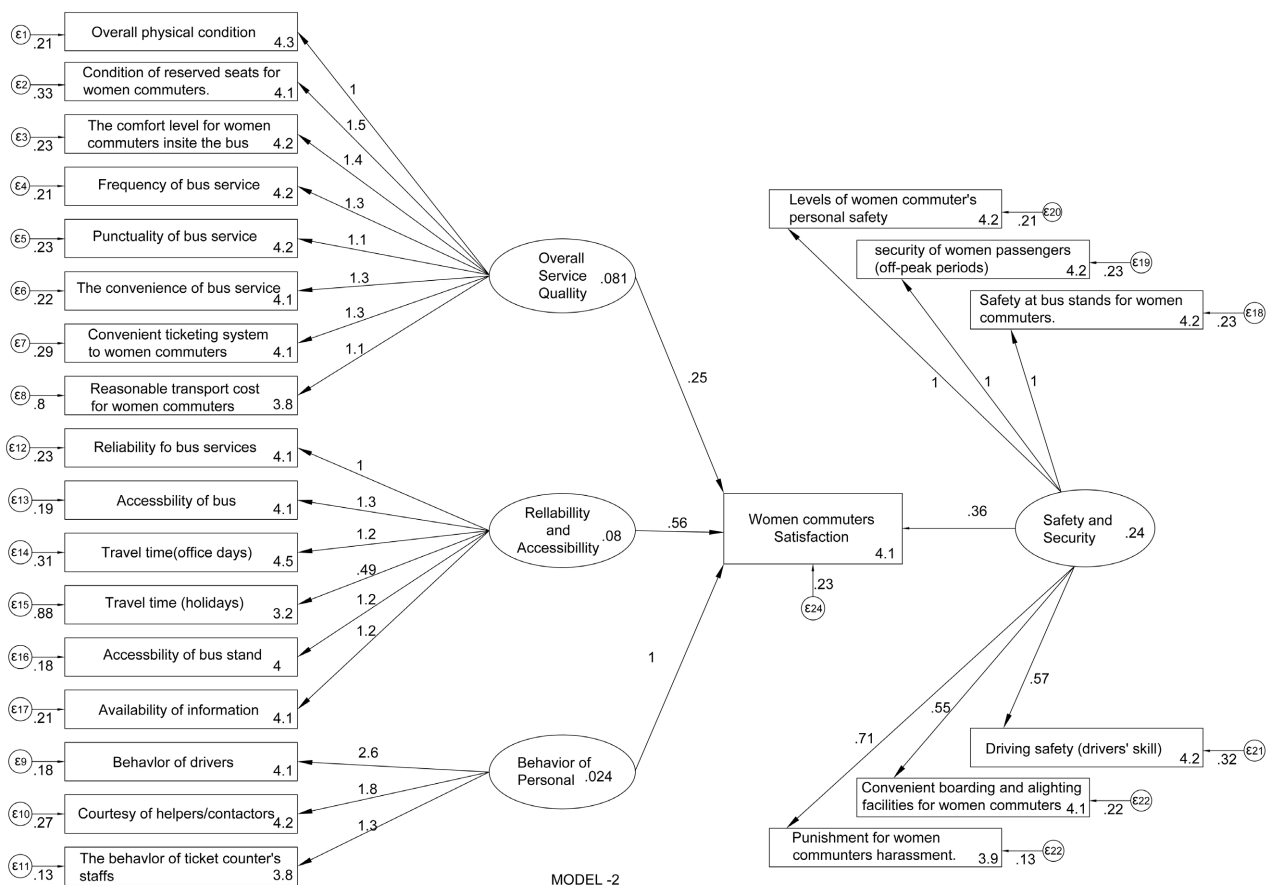 ε1
.21
Overall physical condition
4.3
ε2
.33
Condition of reserved seats for
women commuters.
4.1
ε3
.23
The comfort level for women
commuters insite the bus
4.2
ε4
.21
Frequency of bus service
4.2
ε5
.23
Punctuality of bus service
4.2
ε6
.22
The convenience of bus service
4.1
ε7
.29
Convenient ticketing system
to women commuters
4.1
ε8
.8
Reasonable transport cost
for women commuters
3.8
ε12
.23
Reliability fo bus services
4.1
ε13
.19
Accessbility of bus
4.1
ε14
.31
Travel time(office days)
4.5
ε15
.88
Travel time (holidays)
3.2
ε16
.18
Accessbility of bus stand
4
ε17
.21
Availability of information
4.1
ε9
.18
Behavlor of drivers
4.1
ε10
.27
Courtesy of helpers/contactors
4.2
ε11
.13
The behavlor of ticket counter's
staffs
3.8
1
1.5
1.4
1.3
1.1
1.3
1.3
1.1
1
1.3
1.2
.49
1.2
1.2
2.6
1.8
1.3
Overall
Service
Quallity
.081
Rellabillity
and
Accessibillity
.08
Behavior of
Personal
.024
.25
.56
1
Women commuters
Satisfaction
4.1
.23
ε24
.36
Safety and
Security
.24
Levels of women commuter's
personal safety
4.2
.21
ε20
security of women passengers
(off-peak periods)
4.2
.23
ε19
Safety at bus stands for women
commuters.
4.2
.23
ε18
1
1
1
.57
.55
.71
Driving safety (drivers' skill)
4.2
.32
ε21
Convenient boarding and alighting
facilities for women commuters
4.1
.22
ε22
Punishment for women
communters harassment.
3.9
.13
ε22
MODEL -2